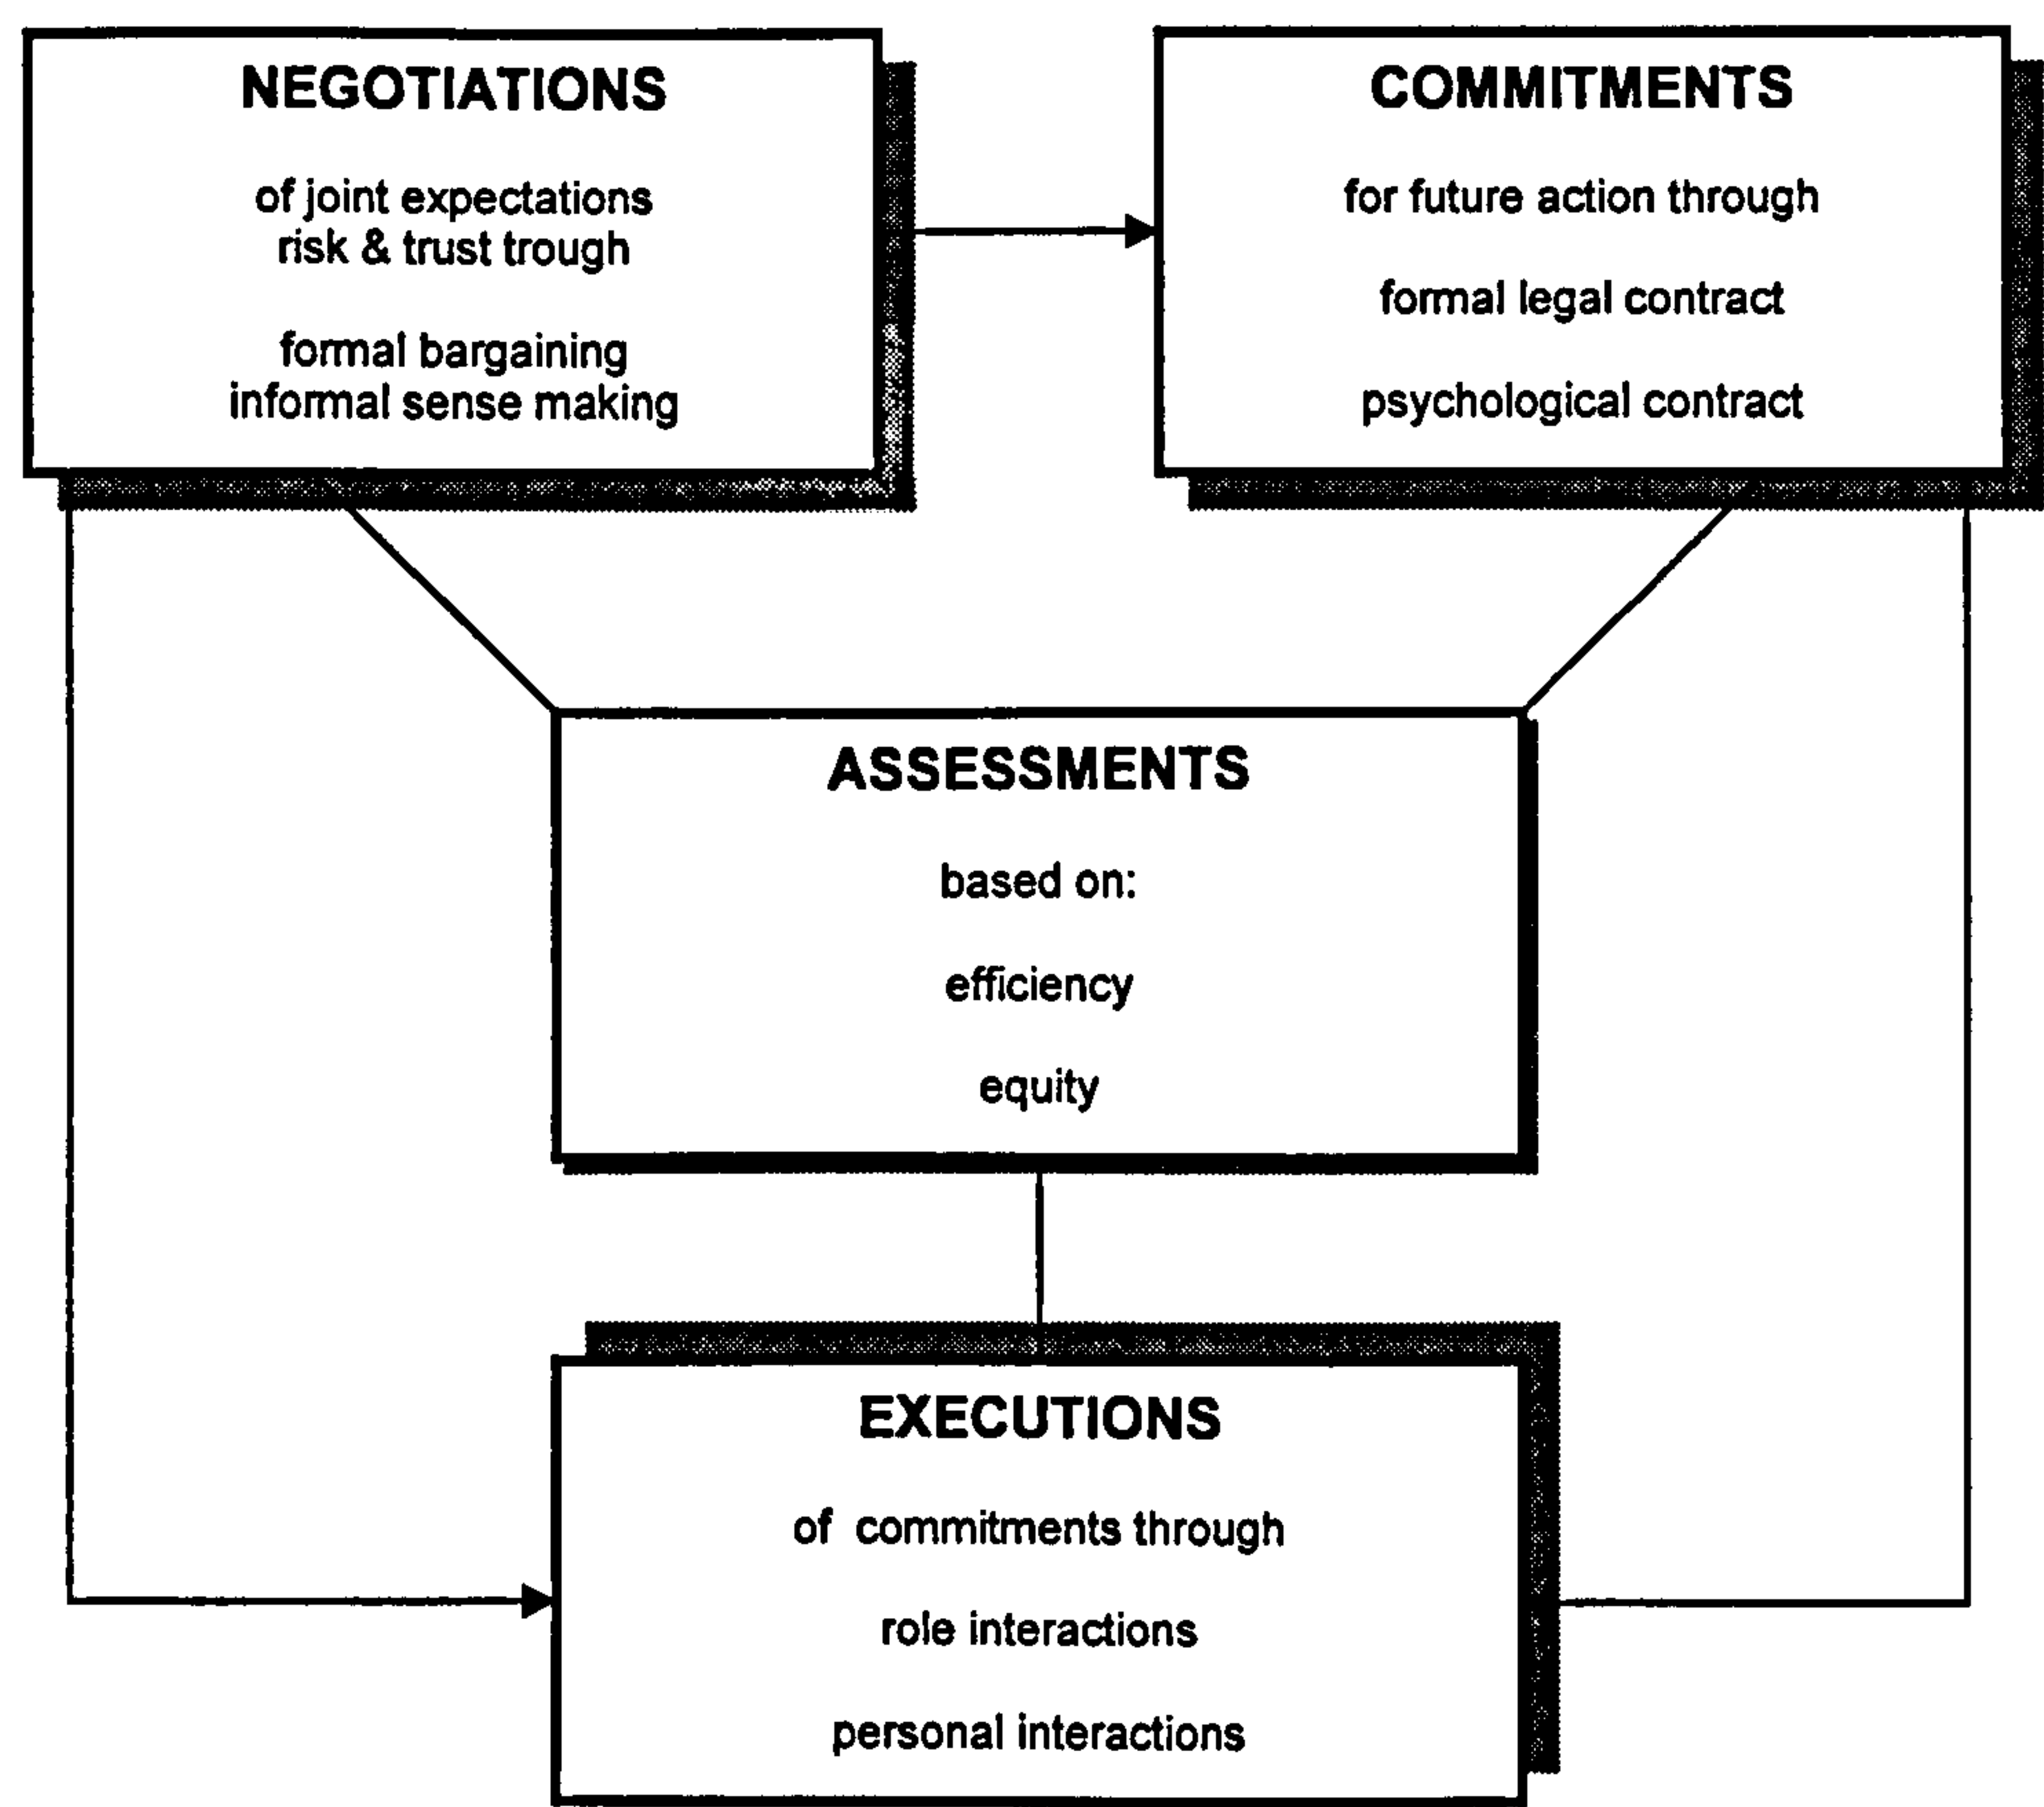 NEGOTIATIONS
of joint expectations
risk & trust trough
formal bargaining
informal sense making
COMMITMENTS
for future action through
formal legal contract
psychological contract
ASSESSMENTS
based on:
efficiency
equity
EXECUTIONS
of commitments through
role interactions
personal interactions